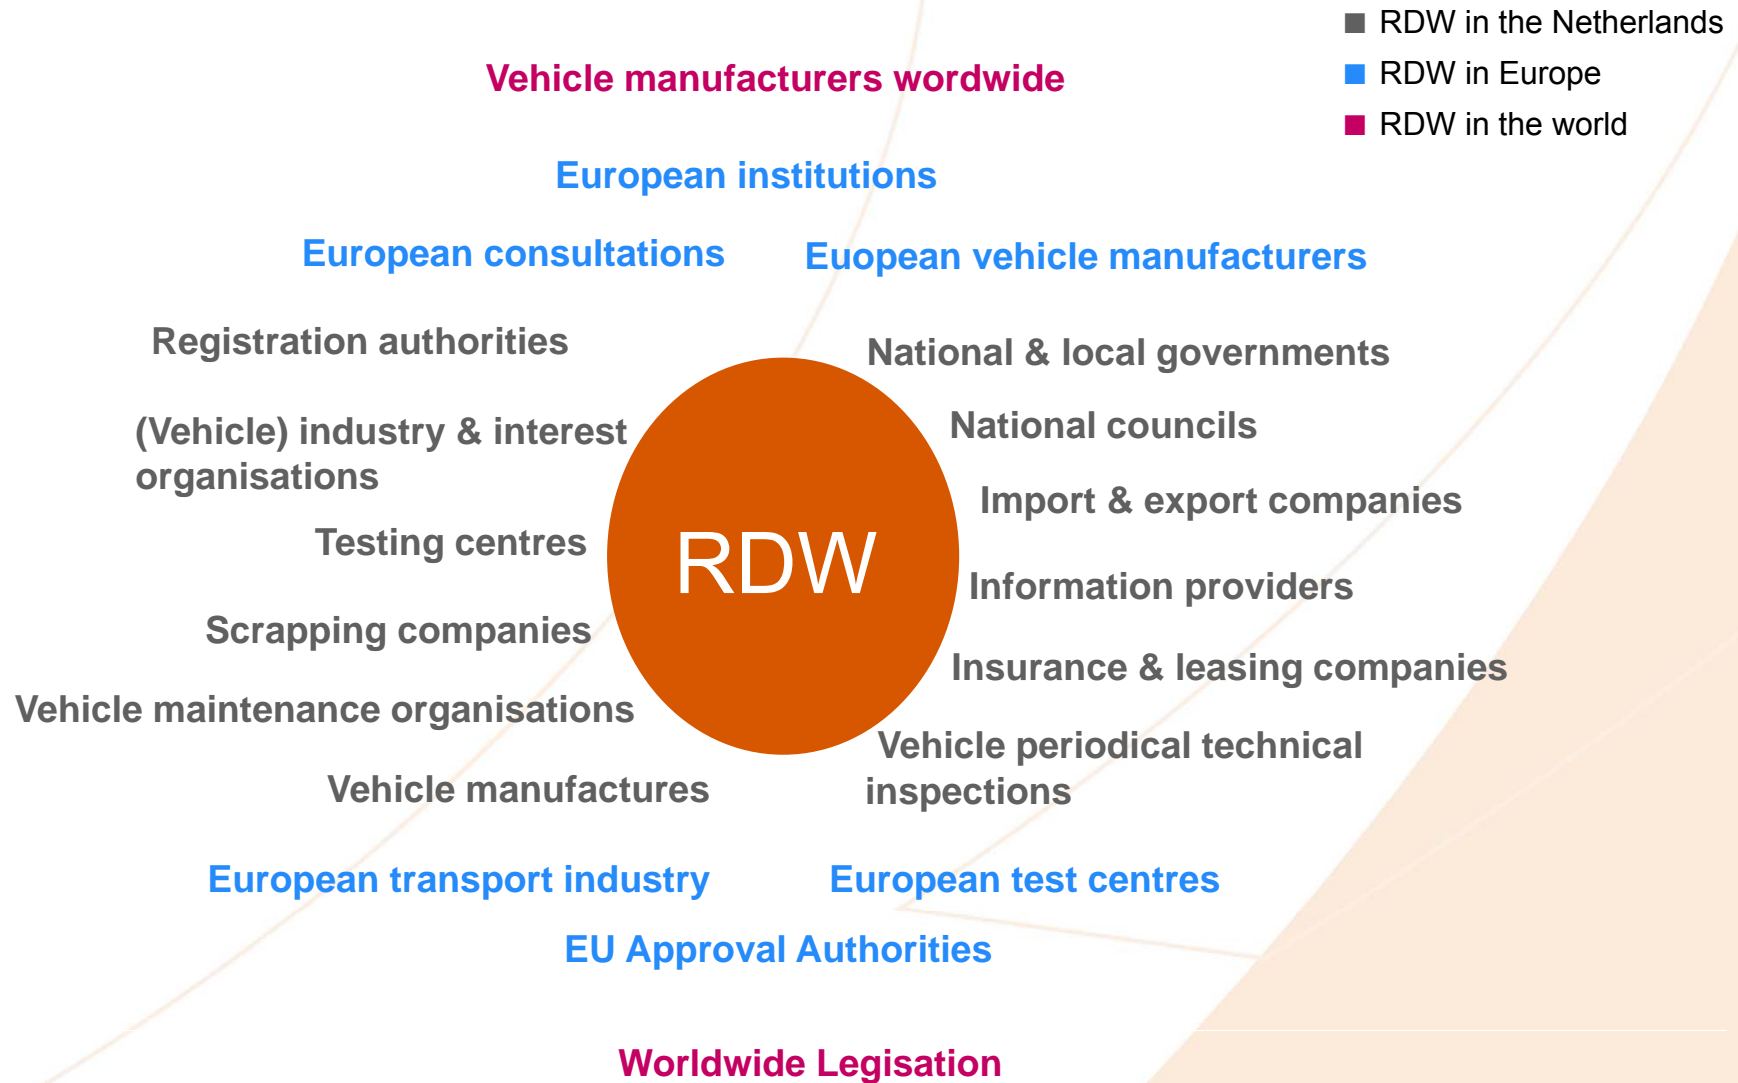 RDW in the Netherlands
RDW in Europe
RDW in the world
Vehicle manufacturers wordwide
European institutions
European consultations
Euopean vehicle manufacturers
Registration authorities
National & local governments
(Vehicle) industry & interest
organisations
National councils
Import & export companies
Testing centres
RDW
Information providers
Scrapping companies
Insurance & leasing companies
Vehicle maintenance organisations
Vehicle periodical technical
inspections
Vehicle manufactures
European transport industry
European test centres
EU Approval Authorities
Worldwide Legisation